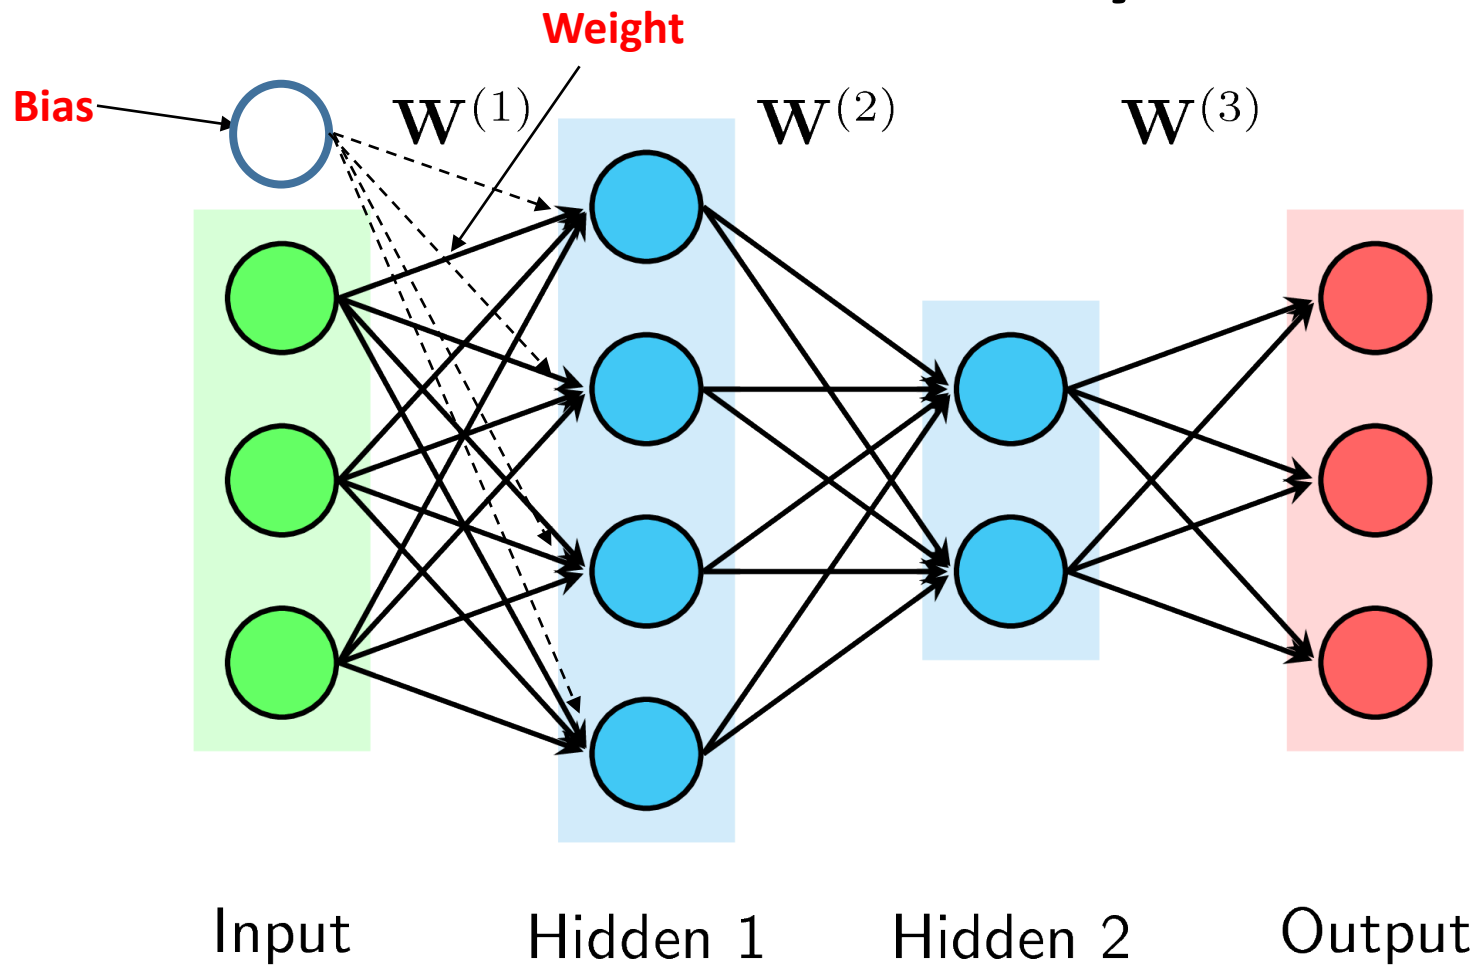 Weight
Bias
W(1)
W(2)
W(3)
Input
Hidden 1
Hidden 2
Output